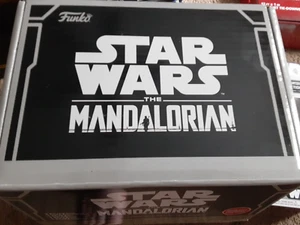 Funko
STAR
WARS
THE
MANDALORIAN
STAR
WARS
THE
MANDALORIAN